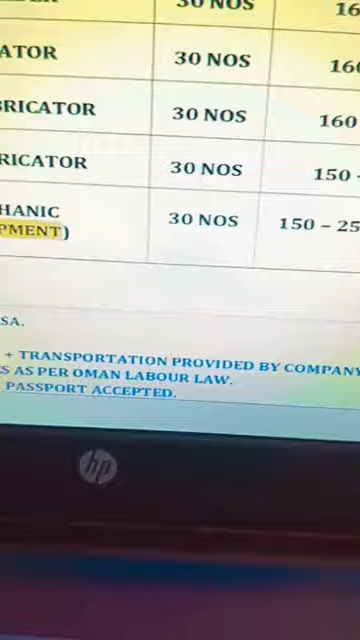 30 NOS 16
ATOR 30 NOS 160
BRICATOR 30 NOS 160
RICATOR 30 NOS 150 -
HANIC
PMENT) 30 NOS 150 – 25
SA.
+ TRANSPORTATION PROVIDED BY COMPANY
S AS PER OMAN LABOUR LAW.
PASSPORT ACCEPTED.
hp